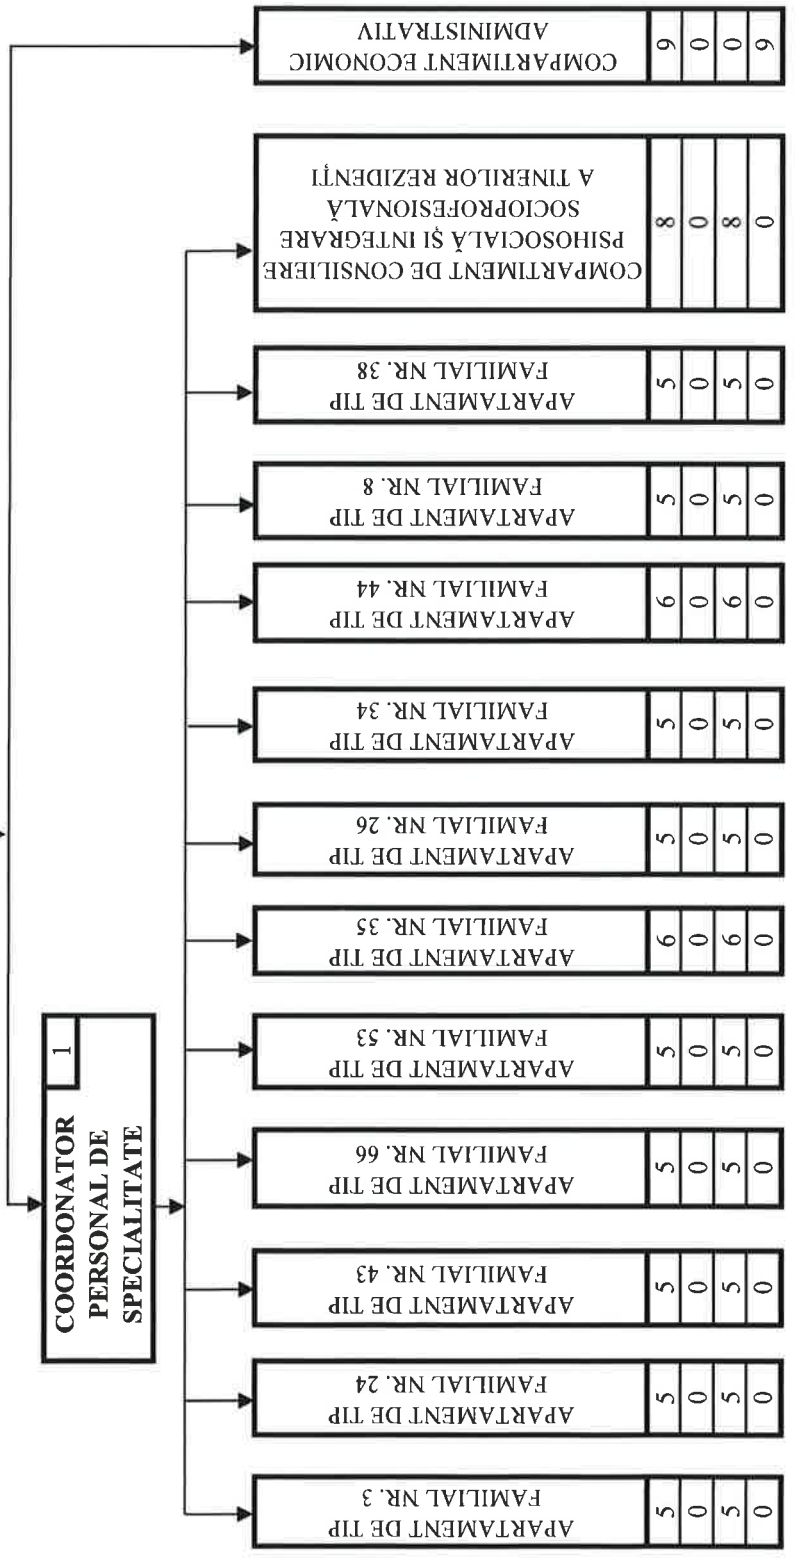 COORDONATOR
PERSONAL DE
SPECIALITATE
1
APARTAMENT DE TIP
FAMILIAL NR. 3
5
0
5
0
APARTAMENT DE TIP
FAMILIAL NR. 24
5
0
5
0
APARTAMENT DE TIP
FAMILIAL NR. 43
5
0
5
0
APARTAMENT DE TIP
FAMILIAL NR. 66
5
0
5
0
APARTAMENT DE TIP
FAMILIAL NR. 53
5
0
5
0
APARTAMENT DE TIP
FAMILIAL NR. 35
6
0
6
0
APARTAMENT DE TIP
FAMILIAL NR. 26
5
0
5
0
APARTAMENT DE TIP
FAMILIAL NR. 34
5
0
5
0
APARTAMENT DE TIP
FAMILIAL NR. 44
6
0
6
0
APARTAMENT DE TIP
FAMILIAL NR. 8
5
0
5
0
APARTAMENT DE TIP
FAMILIAL NR. 38
5
0
5
0
COMPARTIMENT DE CONSILIERE
PSIHOSOCIALĂ ȘI INTEGRARE
SOCIOPROFESIONALĂ
A TINERILOR REZIDENȚI
8
0
8
0
COMPARTIMENT ECONOMIC
ADMINISTRATIV
9
0
0
9